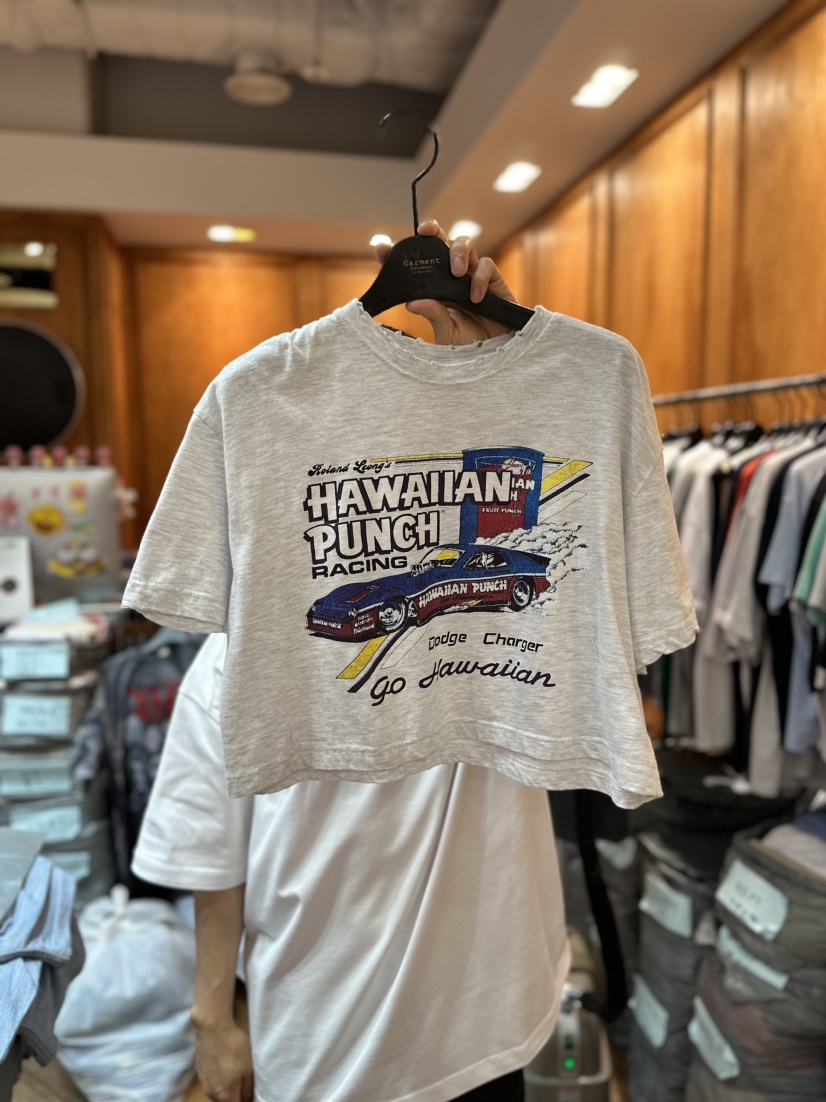 Garment
Roland Leong's
HAWAIIAN
PUNCH
RACING
FRUIT PUNCH
HAWAIIAN PUNCH
Dodge Charger
Go Hawaiian